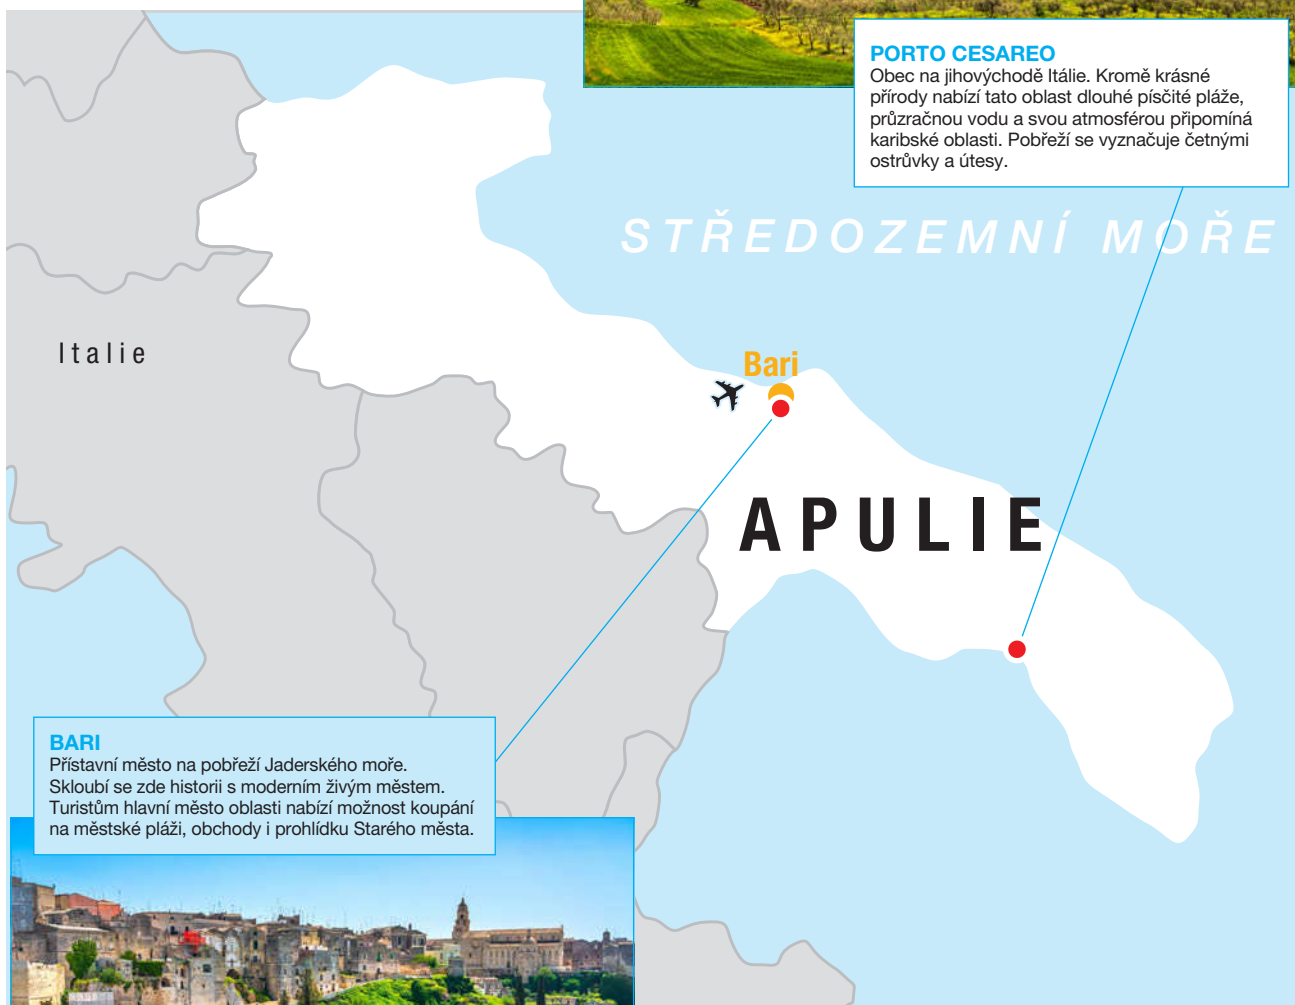 PORTO CESAREO
Obec na jihovýchodě Itálie. Kromě krásné
přírody nabízí tato oblast dlouhé písčité pláže,
průzračnou vodu a svou atmosférou připomíná
karibské oblasti. Pobřeží se vyznačuje četnými
ostrůvky a útesy.
STŘEDOZEMNÍ MOŘE
Italie
Bari
APULIE
BARI
Přístavní město na pobřeží Jaderského moře.
Skloubí se zde historii s moderním živým městem.
Turistům hlavní město oblasti nabízí možnost koupání
na městské pláži, obchody i prohlídku Starého města.